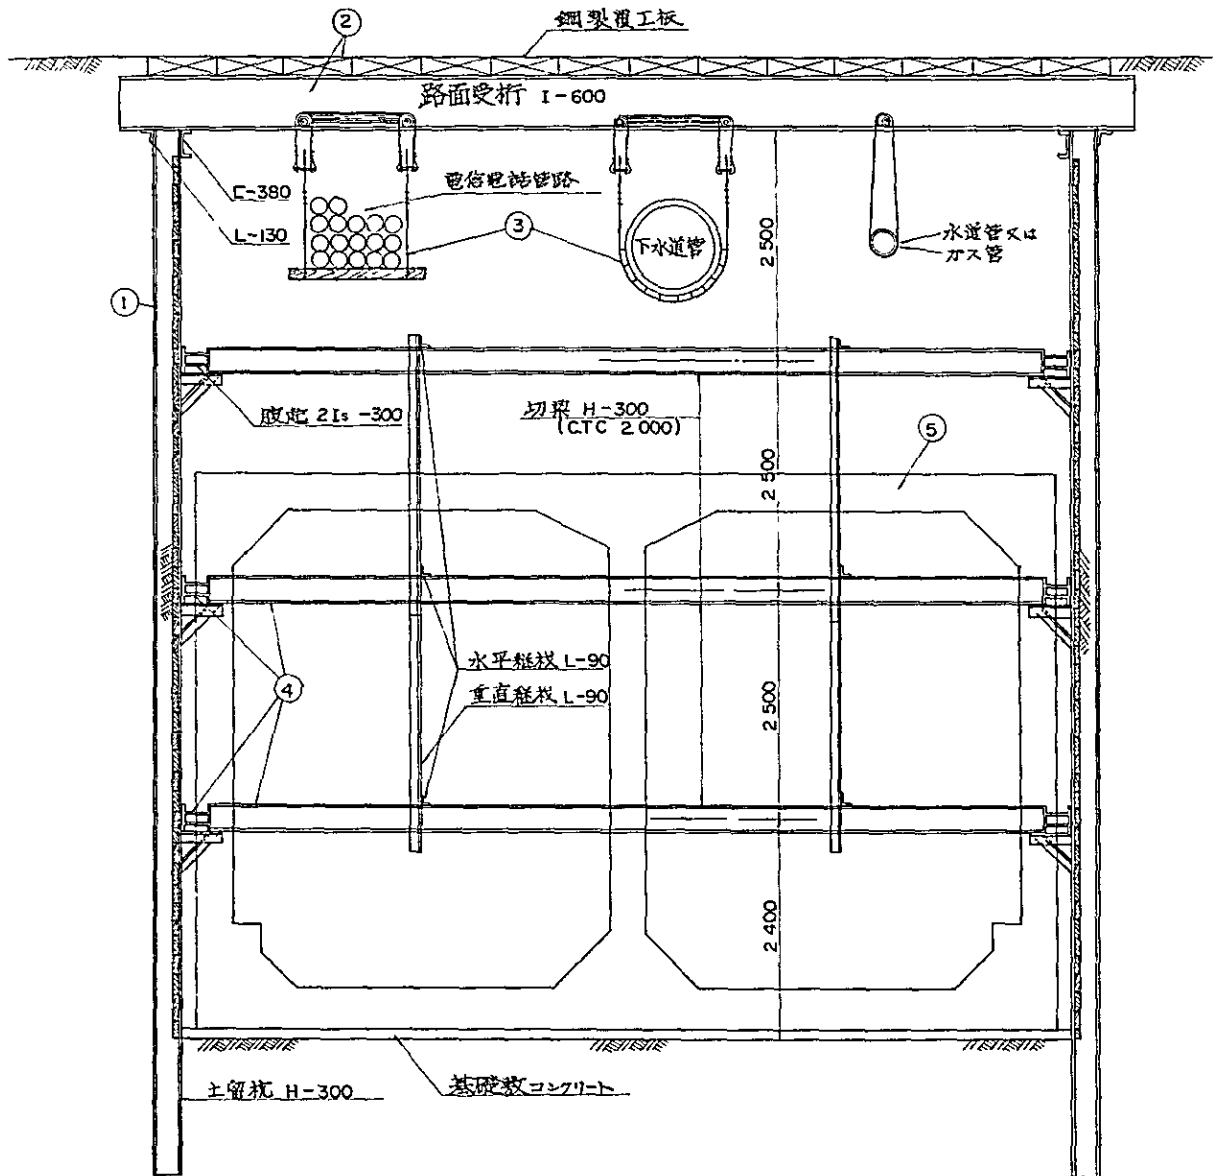 ②
鋼製覆工板
路面受桁 I-600
電信電話管路
[-380
L-130
③
下水道管
水道管又は
ガス管
2 500
①
腹起 2Is -300
切梁 H-300
(C.T.C 2 000)
2 500
⑤
水平継材 L-90
垂直継材 L-90
④
2 500
2 400
土留杭 H-300
基礎敷コンクリート